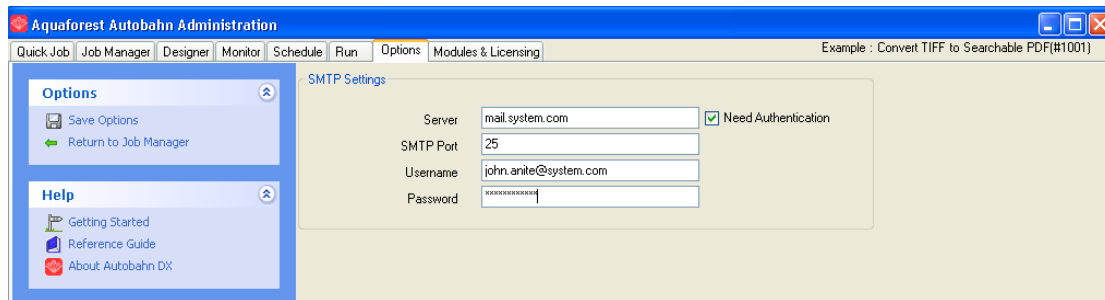 Aquaforest Autobahn Administration
Quick Job Job Manager Designer Monitor Schedule Run Options Modules & Licensing Example : Convert TIFF to Searchable PDF(#1001)
Options
Save Options
Return to Job Manager
Help
Getting Started
Reference Guide
About Autobahn DX
SMTP Settings
Server mail.system.com Need Authentication
SMTP Port 25
Username john.anite@system.com
Password xxxxxxxxxxxx